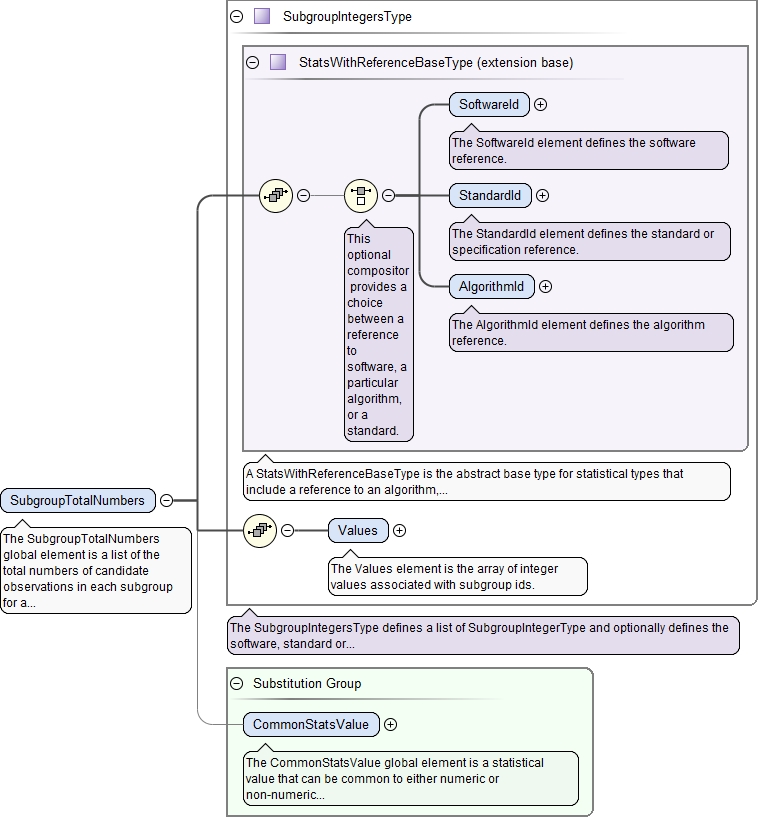 SubgroupIntegersType
StatsWithReferenceBaseType (extension base)
SoftwareId
The SoftwareId element defines the software
reference.
StandardId
The StandardId element defines the standard or
specification reference.
AlgorithmId
The AlgorithmId element defines the algorithm
reference.
This
optional
compositor
provides a
choice
between a
reference
to
software, a
particular
algorithm,
or a
standard.
A StatsWithReferenceBaseType is the abstract base type for statistical types that
include a reference to an algorithm,...
SubgroupTotalNumbers
The SubgroupTotalNumbers
global element is a list of the
total numbers of candidate
observations in each subgroup
for a...
Values
The Values element is the array of integer
values associated with subgroup ids.
The SubgroupIntegersType defines a list of SubgroupIntegerType and optionally defines the
software, standard or...
Substitution Group
CommonStatsValue
The CommonStatsValue global element is a statistical
value that can be common to either numeric or
non-numeric...